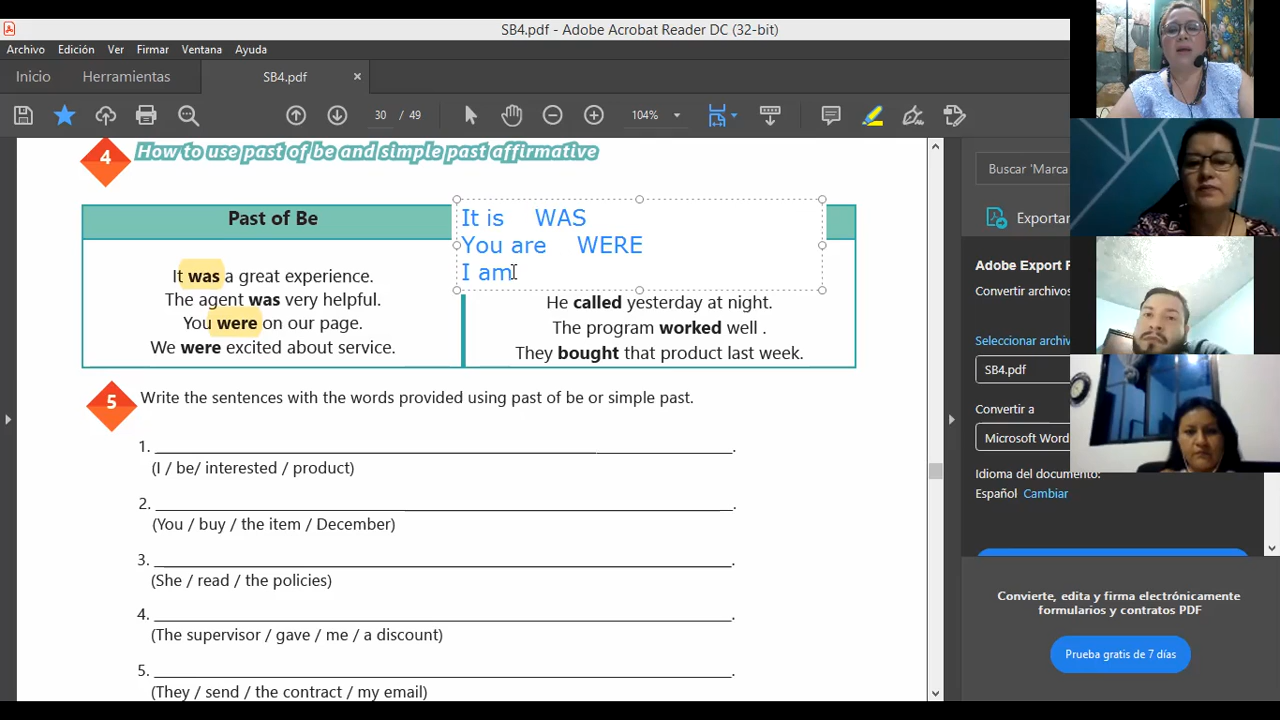 SB4.pdf - Adobe Acrobat Reader DC (32-bit)
Archivo Edición Ver Firmar Ventana Ayuda
Inicio Herramientas SB4.pdf ×
30 / 49 104%
4 How to use past of be and simple past affirmative
Past of Be
It is WAS
You are WERE
I am
It was a great experience.
The agent was very helpful.
You were on our page.
We were excited about service.
He called yesterday at night.
The program worked well .
They bought that product last week.
5 Write the sentences with the words provided using past of be or simple past.
1. ______.
(I / be/ interested / product)
2. ______.
(You / buy / the item / December)
3. ______.
(She / read / the policies)
4. ______.
(The supervisor / gave / me / a discount)
5. ______.
(They / send / the contract / my email)
Buscar 'Marca
Exportar
Adobe Export
Convertir archivos
Seleccionar archiv
SB4.pdf
Convertir a
Microsoft Word
Idioma del documento:
Español Cambiar
Convierte, edita y firma electrónicamente
formularios y contratos PDF
Prueba gratis de 7 días